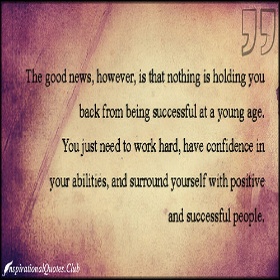 The good news, however, is that nothing is holding you
back from being successful at a young age.
You just need to work hard, have confidence in
your abilities, and surround yourself with positive
and successful people.
InspirationalQuotes.Club